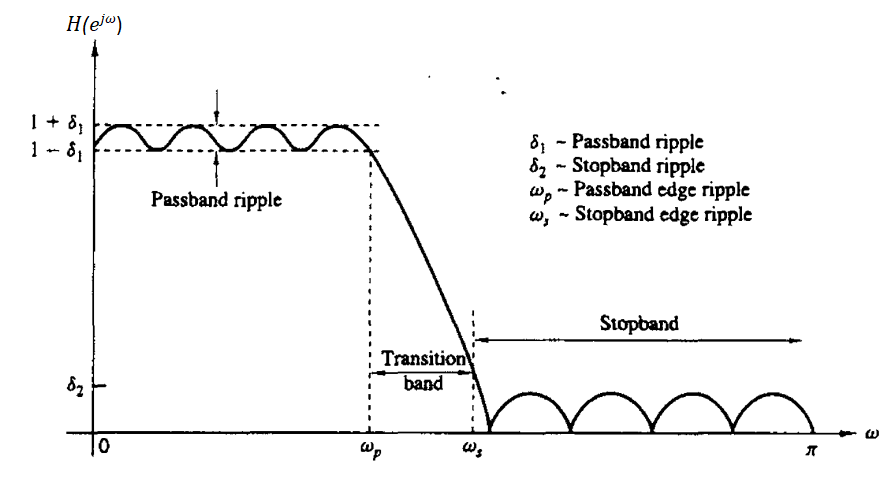 H(e^{jω})
1 + δ₁
1 − δ₁
Passband ripple
δ₁ ~ Passband ripple
δ₂ ~ Stopband ripple
ωₚ ~ Passband edge ripple
ωₛ ~ Stopband edge ripple
Stopband
Transition
band
δ₂
0
ωₚ
ωₛ
π
ω